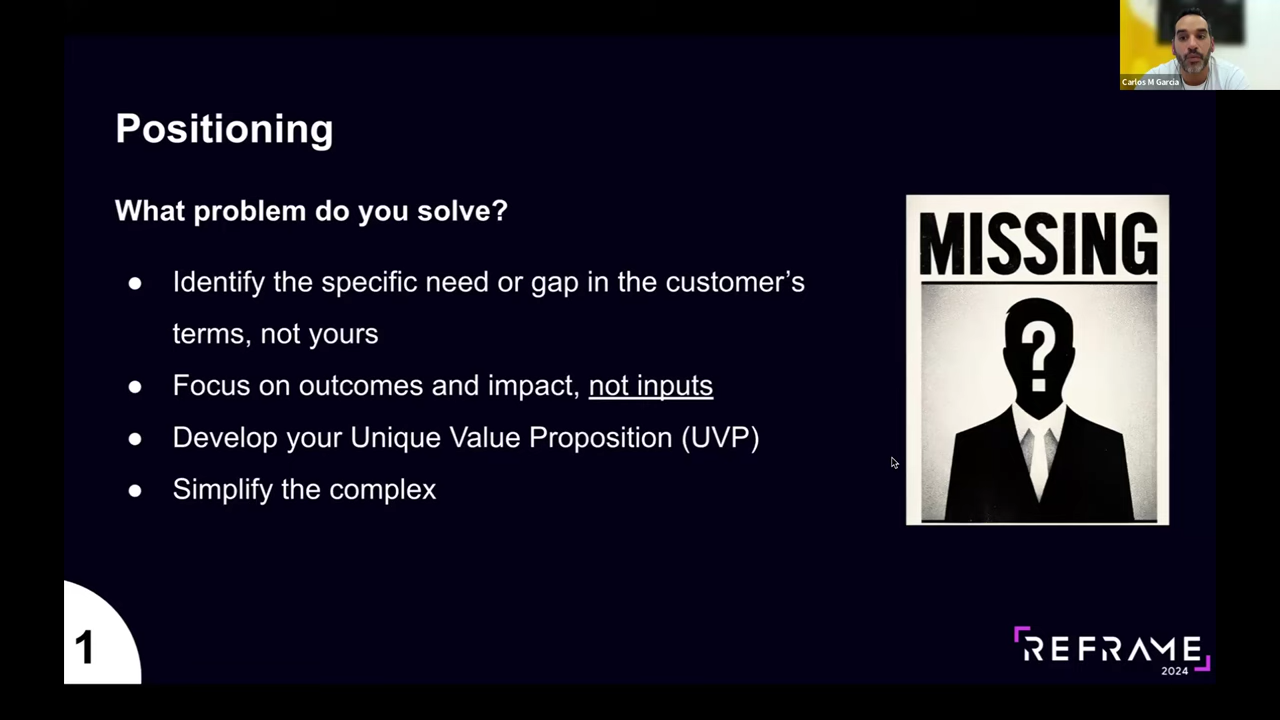 Carlos M Garcia
Positioning
What problem do you solve?
● Identify the specific need or gap in the customer’s
terms, not yours
● Focus on outcomes and impact, not inputs
● Develop your Unique Value Proposition (UVP)
● Simplify the complex
MISSING
?
1
REFRAME
2024